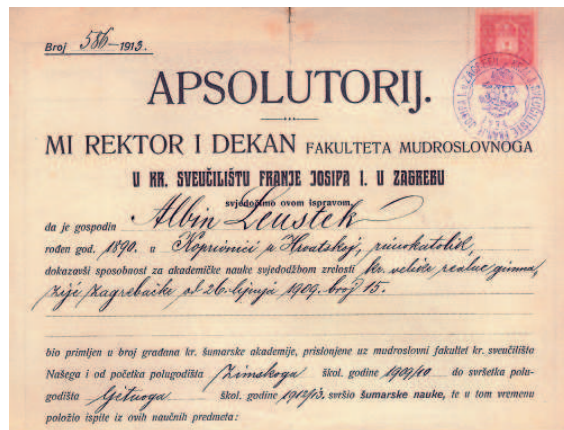 Broj 586-1913.
APSOLUTORIJ.
MI REKTOR I DEKAN FAKULTETA MUDROSLOVNOGA
U KR. SVEUČILIŠTU FRANJE JOSIPA I. U ZAGREBU
svjedočimo ovom ispravom,
da je gospodin Albin Leustek
rođen god. 1890. u Koprivnici u Hrvatskoj, rimokatolik,
dokazavši sposobnost za akademičke nauke svjedodžbom zrelosti kr. velike realne gimna,
zije zagrebačke od 26. lipnja 1909. broj 15.
bio primljen u broj građana kr. šumarske akademije, prislonjene uz mudroslovni fakultet kr. sveučilišta
Našega i od početka polugodišta Zimskoga škol. godine 1909/10 do svršetka polu-
godišta ljetnoga škol. godine 1912/13. svršio šumarske nauke, te u tom vremenu
položio ispite iz ovih naučnih predmeta: